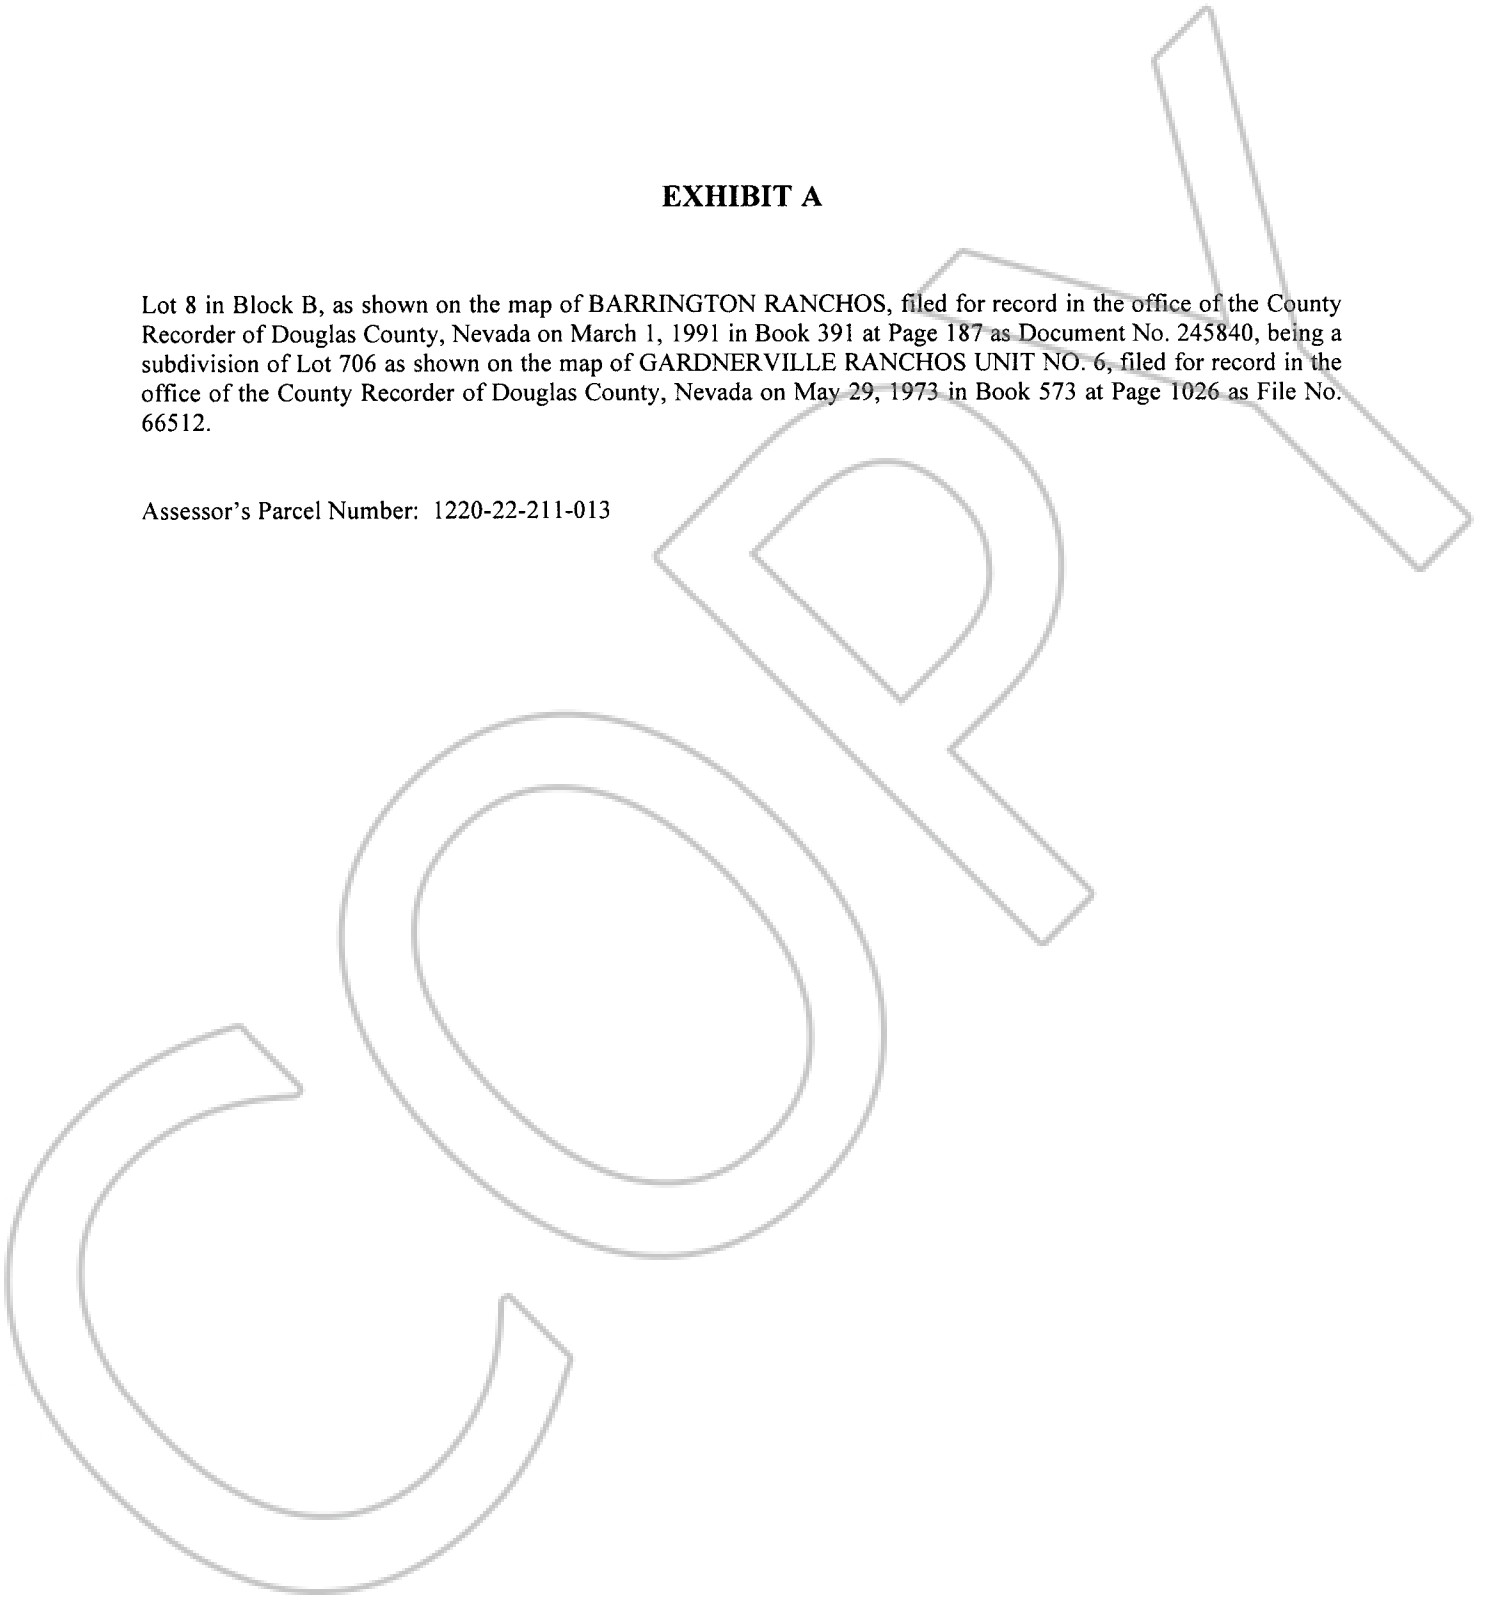 EXHIBIT A
Lot 8 in Block B, as shown on the map of BARRINGTON RANCHOS, filed for record in the office of the County
Recorder of Douglas County, Nevada on March 1, 1991 in Book 391 at Page 187 as Document No. 245840, being a
subdivision of Lot 706 as shown on the map of GARDNERVILLE RANCHOS UNIT NO. 6, filed for record in the
office of the County Recorder of Douglas County, Nevada on May 29, 1973 in Book 573 at Page 1026 as File No.
66512.
Assessor's Parcel Number: 1220-22-211-013
COPY